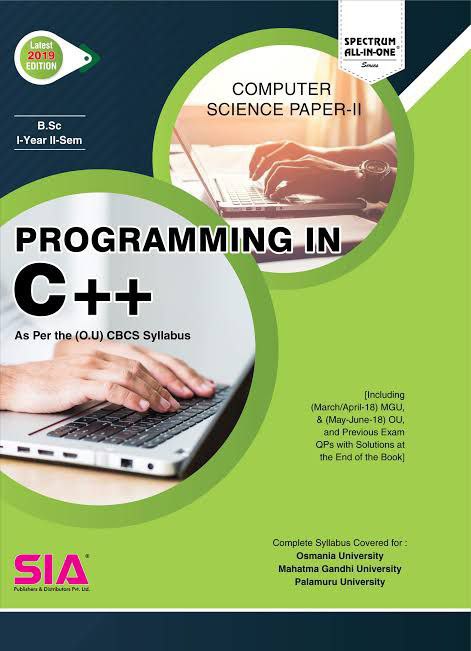 Latest
2019
EDITION
SPECTRUM
ALL-IN-ONE®
Series
B.Sc
I-Year II-Sem
COMPUTER
SCIENCE PAPER-II
PROGRAMMING IN
C++
As Per the (O.U) CBCS Syllabus
[Including
(March/April-18) MGU,
& (May-June-18) OU,
and Previous Exam
QPs with Solutions at
the End of the Book]
SIA®
Publishers & Distributors Pvt. Ltd.
Complete Syllabus Covered for :
Osmania University
Mahatma Gandhi University
Palamuru University